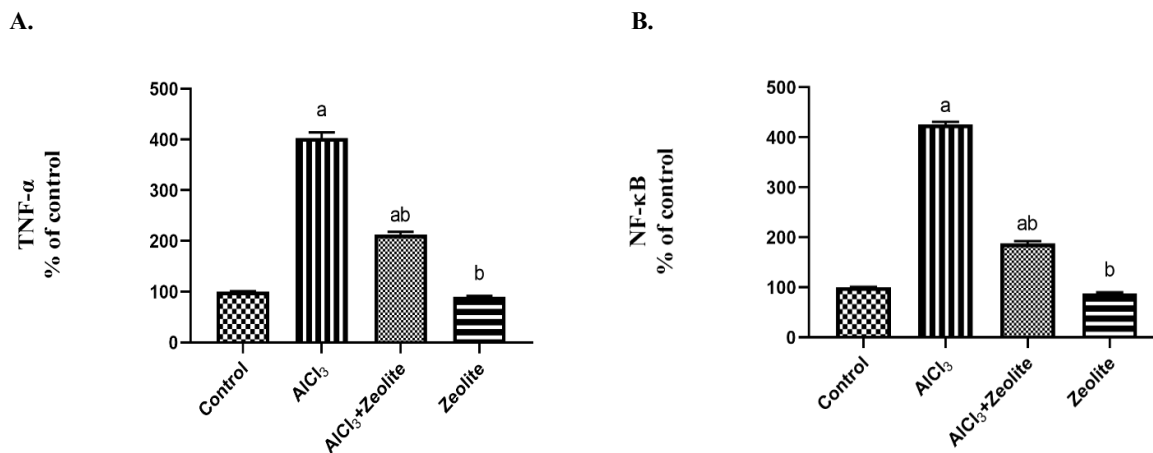 A.
TNF-α
% of control
500
400
300
200
100
0
a
ab
b
Control
AlCl₃
AlCl₃+Zeolite
Zeolite
B.
NF-κB
% of control
500
400
300
200
100
0
a
ab
b
Control
AlCl₃
AlCl₃+Zeolite
Zeolite